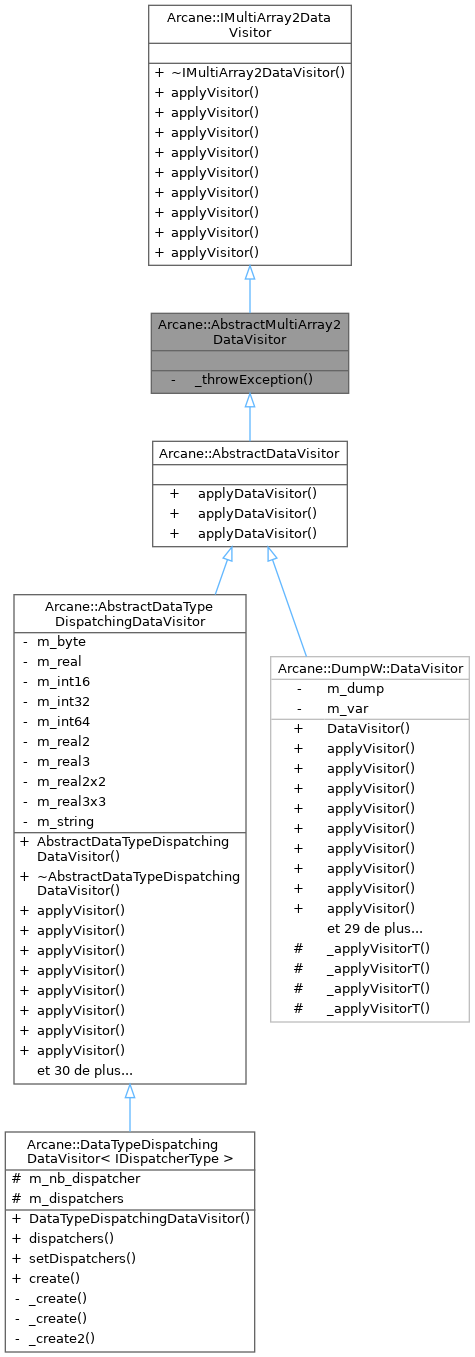 Arcane::IMultiArray2Data
Visitor
+ ~IMultiArray2DataVisitor()
+ applyVisitor()
+ applyVisitor()
+ applyVisitor()
+ applyVisitor()
+ applyVisitor()
+ applyVisitor()
+ applyVisitor()
+ applyVisitor()
+ applyVisitor()
Arcane::AbstractMultiArray2
DataVisitor
- _throwException()
Arcane::AbstractDataVisitor
+ applyDataVisitor()
+ applyDataVisitor()
+ applyDataVisitor()
Arcane::AbstractDataType
DispatchingDataVisitor
- m_byte
- m_real
- m_int16
- m_int32
- m_int64
- m_real2
- m_real3
- m_real2x2
- m_real3x3
- m_string
+ AbstractDataTypeDispatching
DataVisitor()
+ ~AbstractDataTypeDispatching
DataVisitor()
+ applyVisitor()
+ applyVisitor()
+ applyVisitor()
+ applyVisitor()
+ applyVisitor()
+ applyVisitor()
+ applyVisitor()
+ applyVisitor()
et 30 de plus...
Arcane::DumpW::DataVisitor
- m_dump
- m_var
+ DataVisitor()
+ applyVisitor()
+ applyVisitor()
+ applyVisitor()
+ applyVisitor()
+ applyVisitor()
+ applyVisitor()
+ applyVisitor()
+ applyVisitor()
+ applyVisitor()
et 29 de plus...
# _applyVisitorT()
# _applyVisitorT()
# _applyVisitorT()
# _applyVisitorT()
Arcane::DataTypeDispatching
DataVisitor< IDispatcherType >
# m_nb_dispatcher
# m_dispatchers
+ DataTypeDispatchingDataVisitor()
+ dispatchers()
+ setDispatchers()
+ create()
- _create()
- _create()
- _create2()